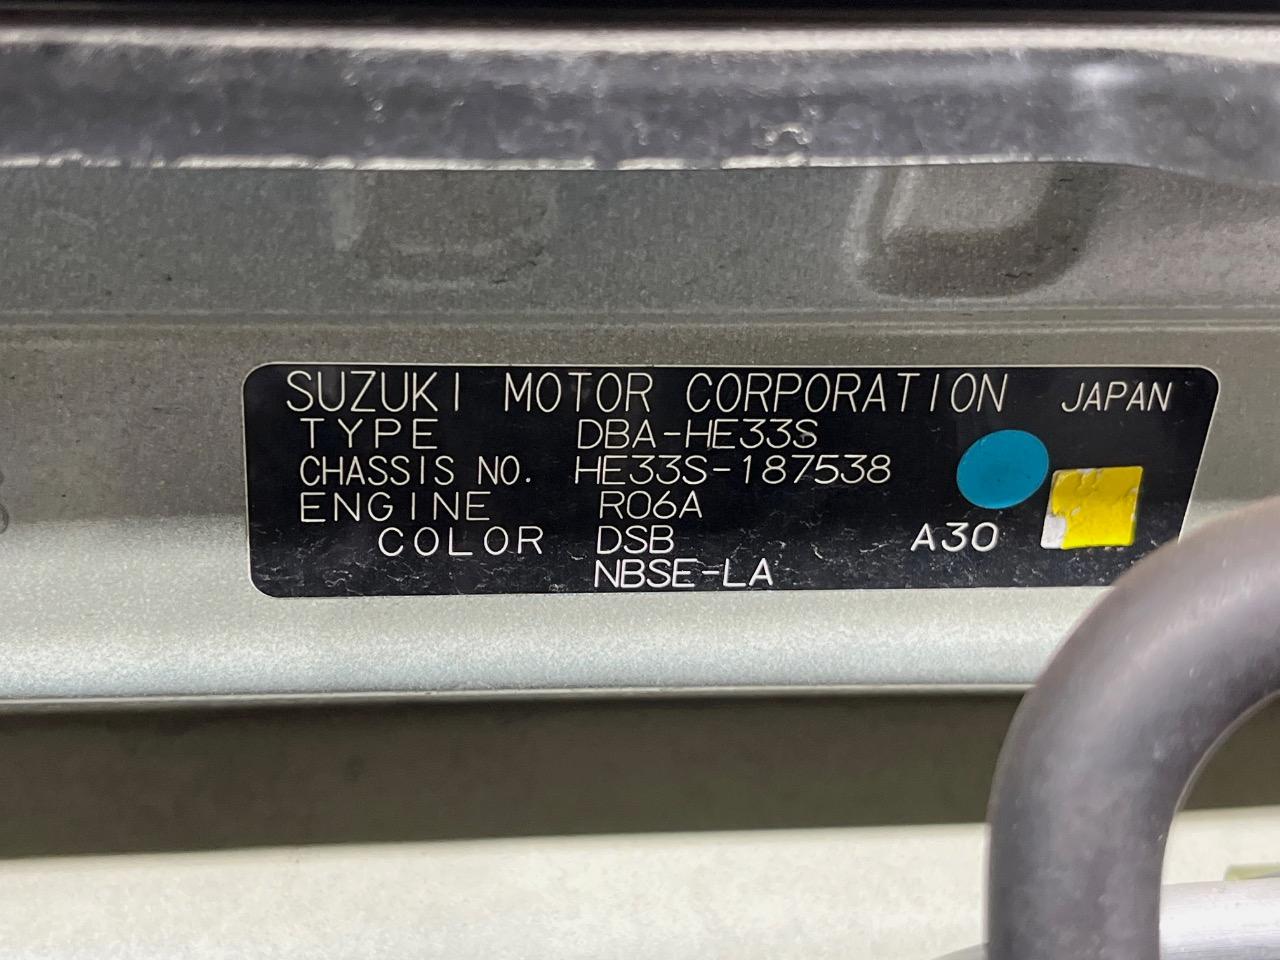 SUZUKI MOTOR CORPORATION JAPAN
TYPE DBA-HE33S
CHASSIS NO. HE33S-187538
ENGINE R06A
COLOR DSB A30
NBSE-LA